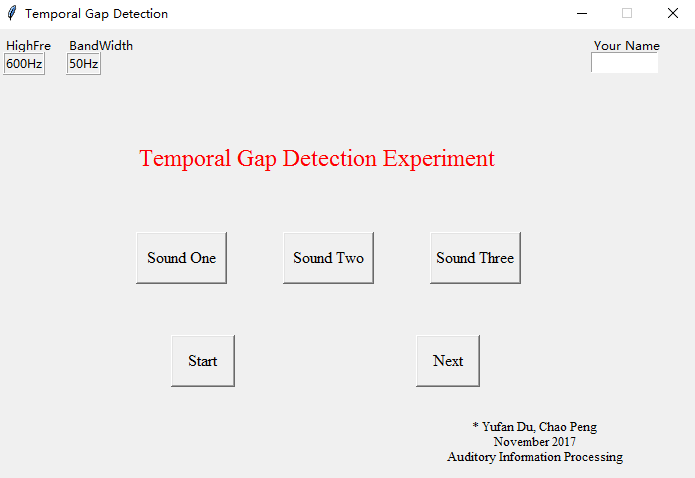 Temporal Gap Detection
HighFre BandWidth Your Name
600Hz 50Hz
Temporal Gap Detection Experiment
Sound One Sound Two Sound Three
Start Next
* Yufan Du, Chao Peng
November 2017
Auditory Information Processing